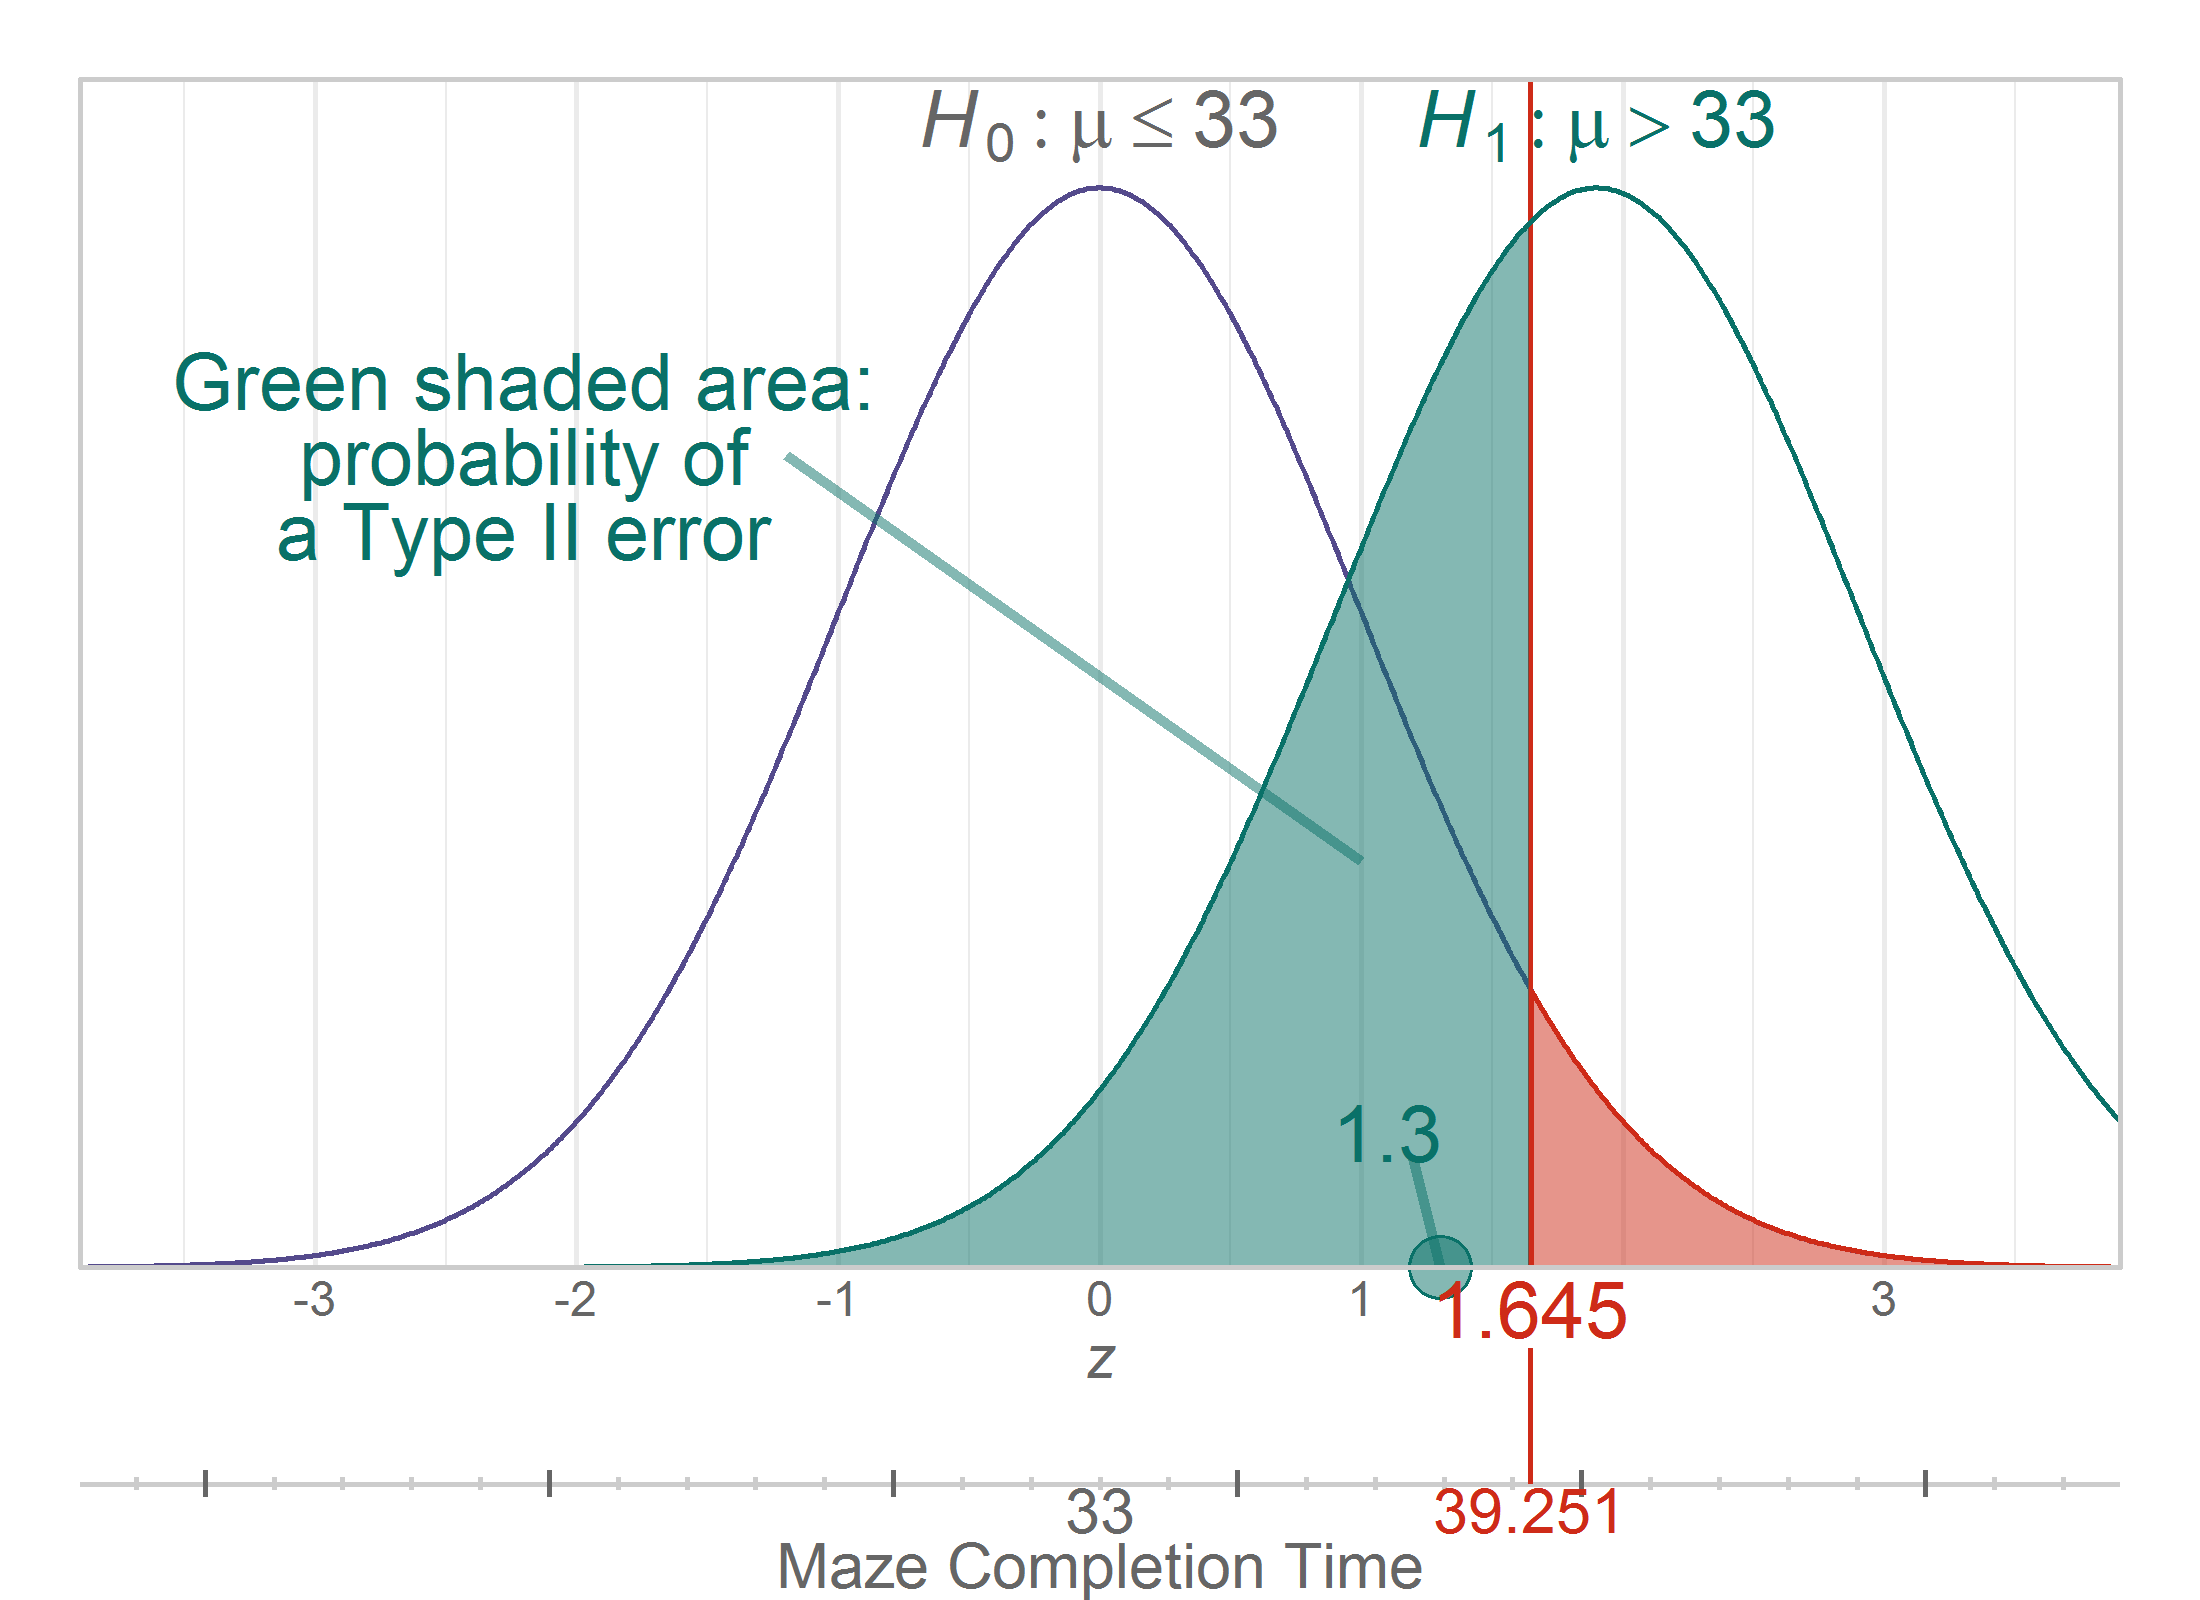 H0 : μ ≤ 33
H1 : μ > 33
Green shaded area:
probability of
a Type II error
1.3
-3 -2 -1 0 1 1.645 3
z
33 39.251
Maze Completion Time